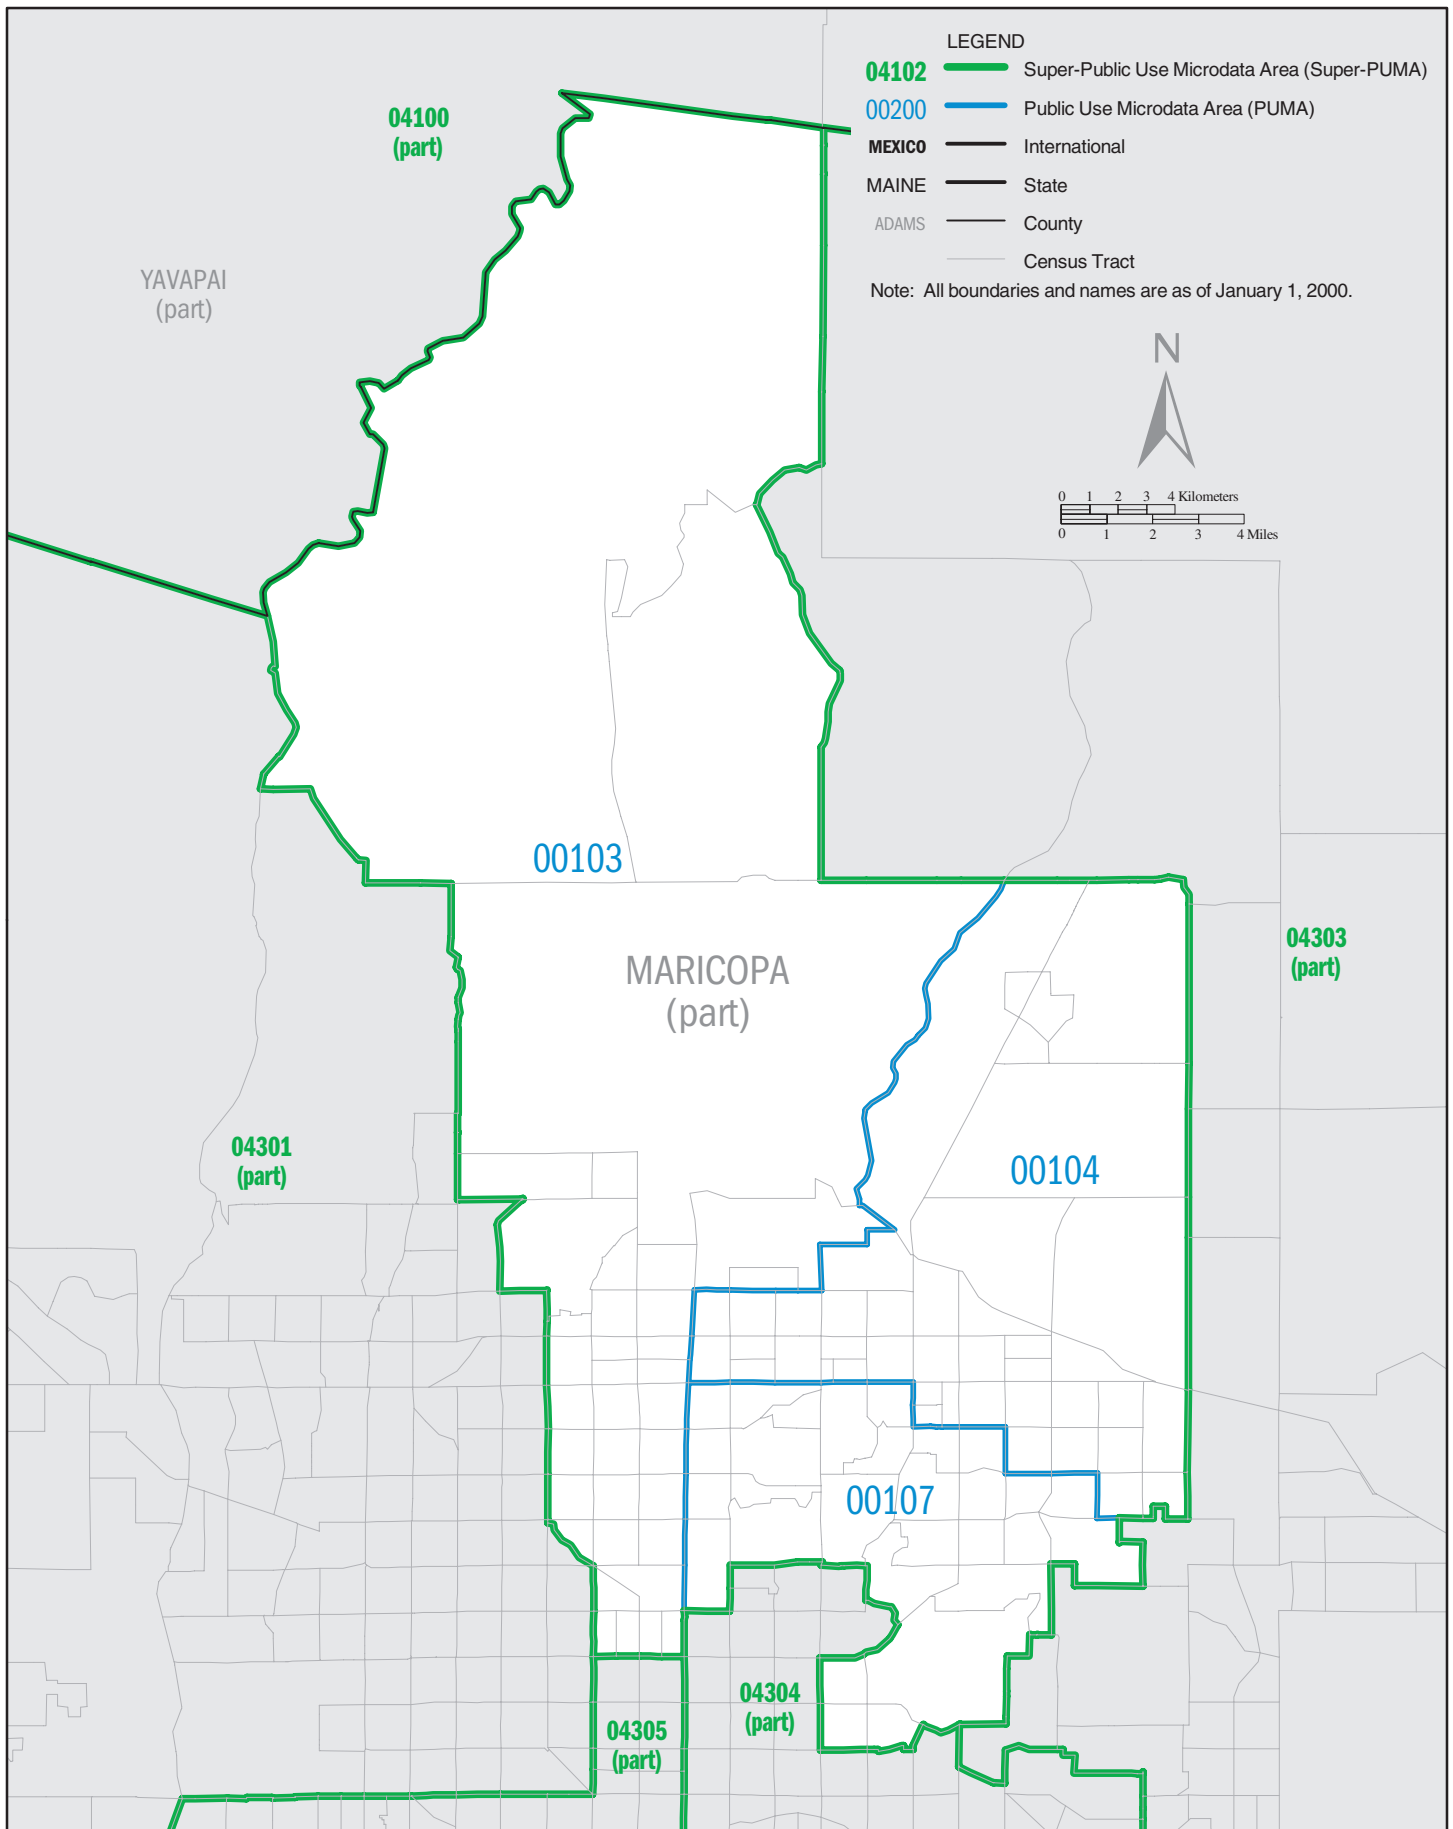 LEGEND
04102 Super-Public Use Microdata Area (Super-PUMA)
00200 Public Use Microdata Area (PUMA)
MEXICO International
MAINE State
ADAMS County
Census Tract
Note: All boundaries and names are as of January 1, 2000.
04100
(part)
YAVAPAI
(part)
N
0 1 2 3 4 Kilometers
0 1 2 3 4 Miles
00103
04303
(part)
MARICOPA
(part)
04301
(part)
00104
00107
04304
(part)
04305
(part)